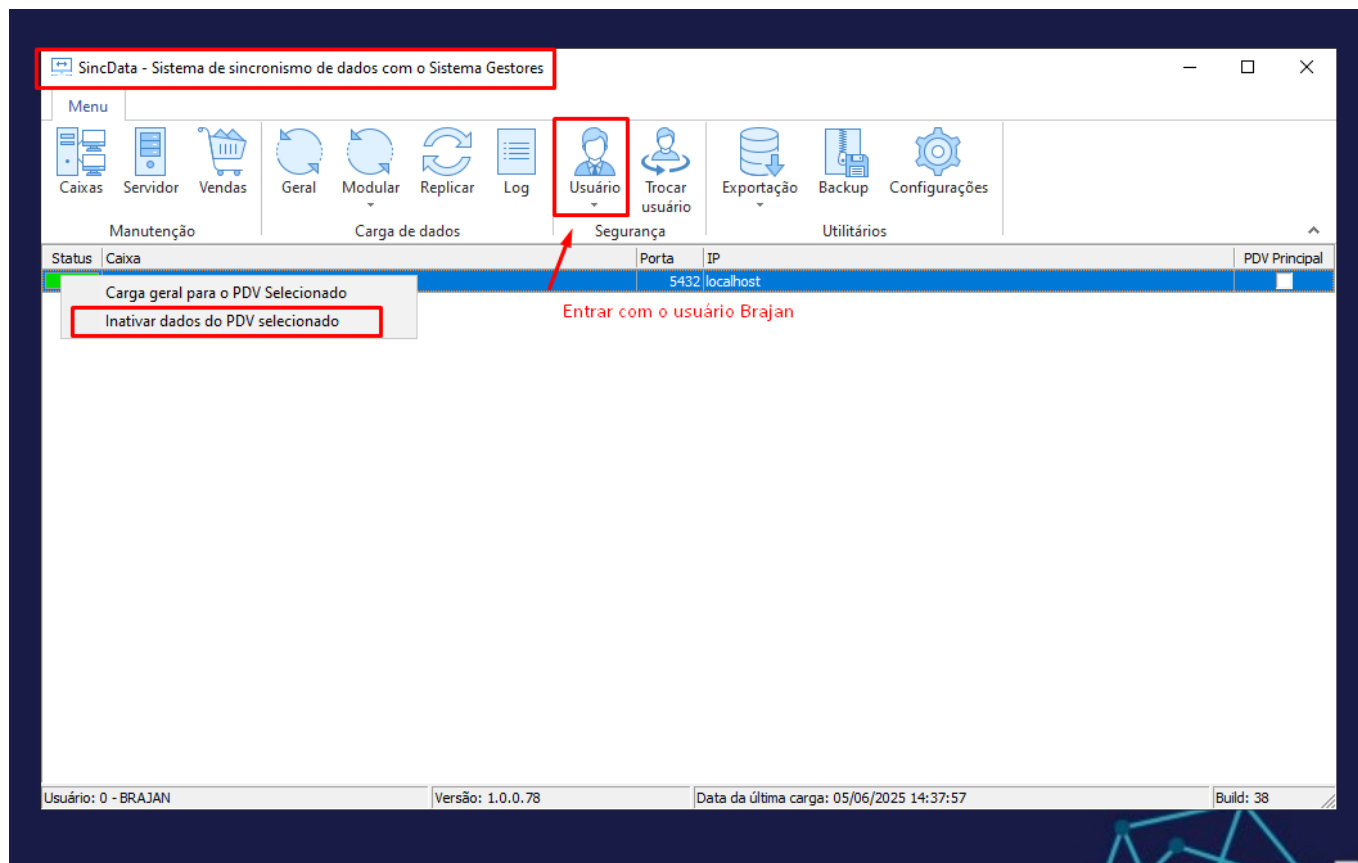 SincData - Sistema de sincronismo de dados com o Sistema Gestores
Menu
Caixas Servidor Vendas Geral Modular Replicar Log Usuário Trocar usuário Exportação Backup Configurações
Manutenção Carga de dados Segurança Utilitários
Status Caixa Porta IP PDV Principal
5432 localhost
Carga geral para o PDV Selecionado
Inativar dados do PDV selecionado
Entrar com o usuário Brajan
Usuário: 0 - BRAJAN Versão: 1.0.0.78 Data da última carga: 05/06/2025 14:37:57 Build: 38